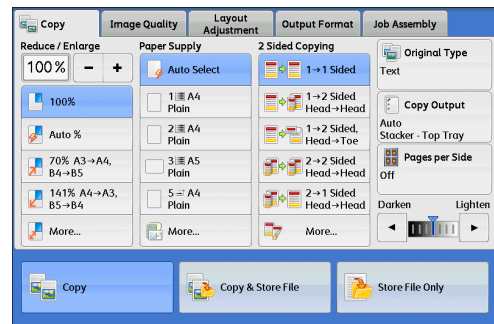 Copy
Image Quality
Layout
Adjustment
Output Format
Job Assembly
Reduce / Enlarge
100%
−
+
100%
Auto %
70% A3→A4,
B4→B5
141% A4→A3,
B5→B4
More...
Paper Supply
Auto Select
1 A4
Plain
2 A4
Plain
3 A5
Plain
5 A4
Plain
More...
2 Sided Copying
1→1 Sided
1→2 Sided
Head→Head
1→2 Sided,
Head→Toe
2→2 Sided
Head→Head
2→1 Sided
Head→Head
More...
Original Type
Text
Copy Output
Auto
Stacker - Top Tray
Pages per Side
Off
Darken Lighten
Copy
Copy & Store File
Store File Only